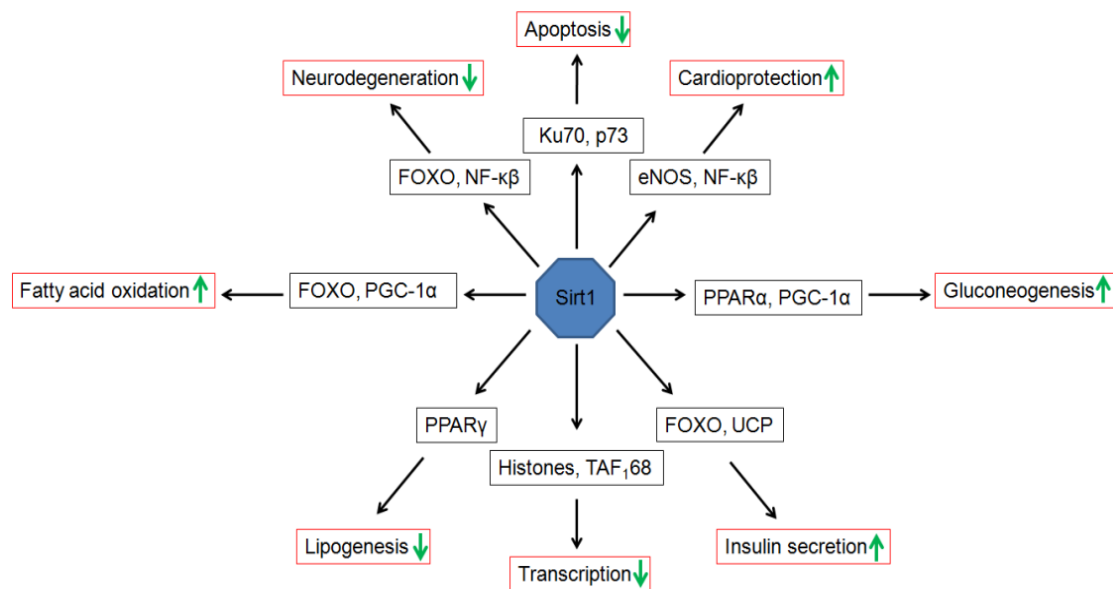 Apoptosis
Neurodegeneration
Cardioprotection
Ku70, p73
FOXO, NF-κβ
eNOS, NF-κβ
Fatty acid oxidation
FOXO, PGC-1α
Sirt1
PPARα, PGC-1α
Gluconeogenesis
PPARγ
FOXO, UCP
Histones, TAF₁68
Lipogenesis
Insulin secretion
Transcription